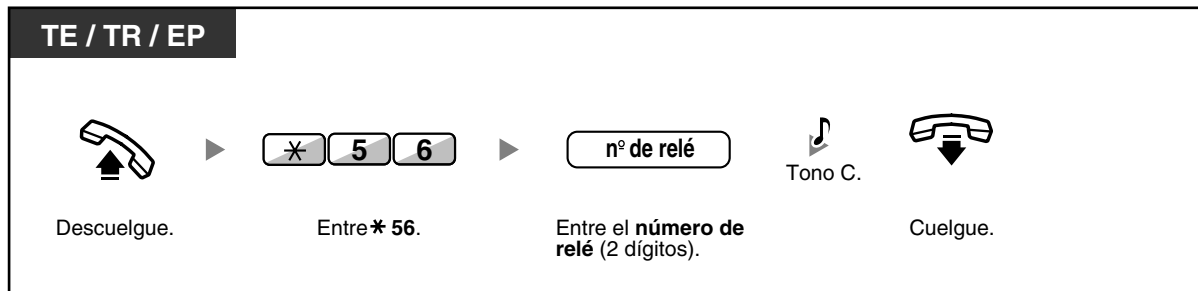 TE / TR / EP
* 5 6
nº de relé
Tono C.
Descuelgue.
Entre * 56.
Entre el número de
relé (2 dígitos).
Cuelgue.